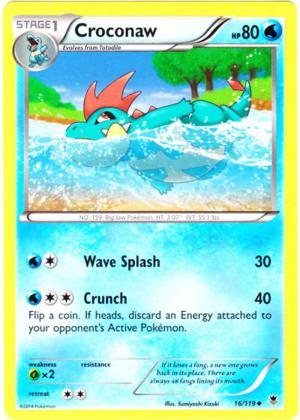 STAGE1
Croconaw
HP80
Evolves from Totodile
NO. 159 Big Jaw Pokémon HT: 3'07" WT: 55.1 lbs.
Wave Splash 30
Crunch 40
Flip a coin. If heads, discard an Energy attached to
your opponent's Active Pokémon.
weakness resistance
×2
retreat
If it loses a fang, a new one grows
back in its place. There are
always 48 fangs lining its mouth.
©2014 Pokémon
Illus. Sumiyoshi Kizuki
16/119